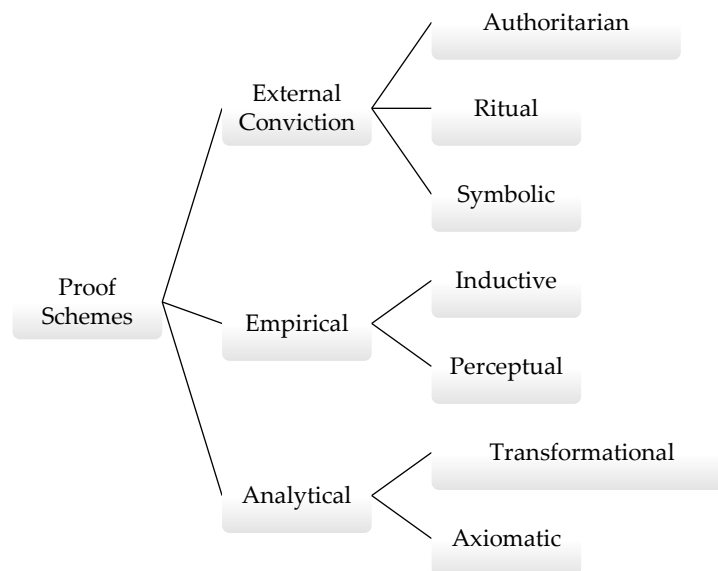 Authoritarian
External
Conviction
Ritual
Symbolic
Proof
Schemes
Inductive
Empirical
Perceptual
Transformational
Analytical
Axiomatic